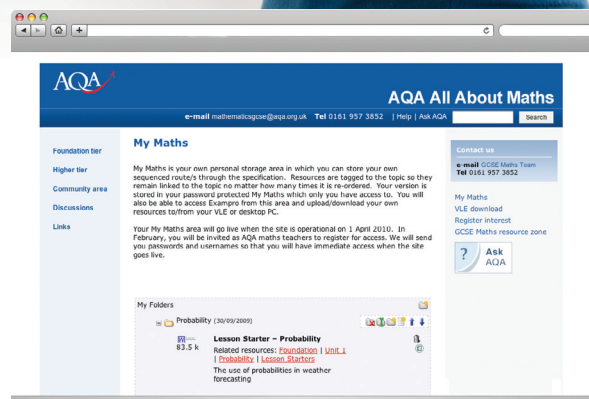 AQA
AQA All About Maths
e-mail mathematicsgcse@aqa.org.uk Tel 0161 957 3852 | Help | Ask AQA Search
Foundation tier
Higher tier
Community area
Discussions
Links
My Maths
My Maths is your own personal storage area in which you can store your own
sequenced route/s through the specification. Resources are tagged to the topic so they
remain linked to the topic no matter how many times it is re-ordered. Your version is
stored in your password protected My Maths which only you have access to. You will
also be able to access Exampro from this area and upload/download your own
resources to/from your VLE or desktop PC.
Your My Maths area will go live when the site is operational on 1 April 2010. In
February, you will be invited as AQA maths teachers to register for access. We will send
you passwords and usernames so that you will have immediate access when the site
goes live.
My Folders
Probability (30/09/2009)
83.5 k
Lesson Starter – Probability
Related resources: Foundation | Unit 1
| Probability | Lesson Starters
The use of probabilities in weather
forecasting
Contact us
e-mail GCSE Maths Team
Tel 0161 957 3852
My Maths
VLE download
Register interest
GCSE Maths resource zone
? Ask
AQA